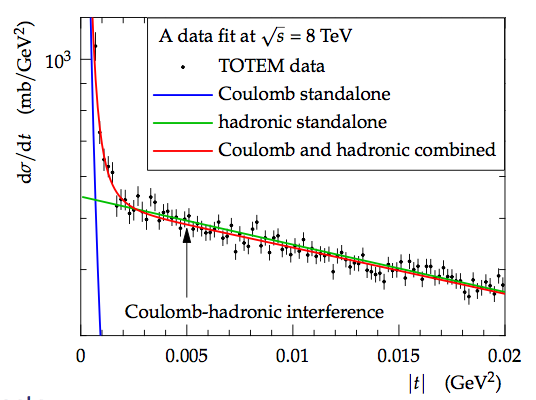 A data fit at √s = 8 TeV
TOTEM data
Coulomb standalone
hadronic standalone
Coulomb and hadronic combined
dσ/dt (mb/GeV²)
10³
Coulomb-hadronic interference
0 0.005 0.01 0.015 0.02
|t| (GeV²)